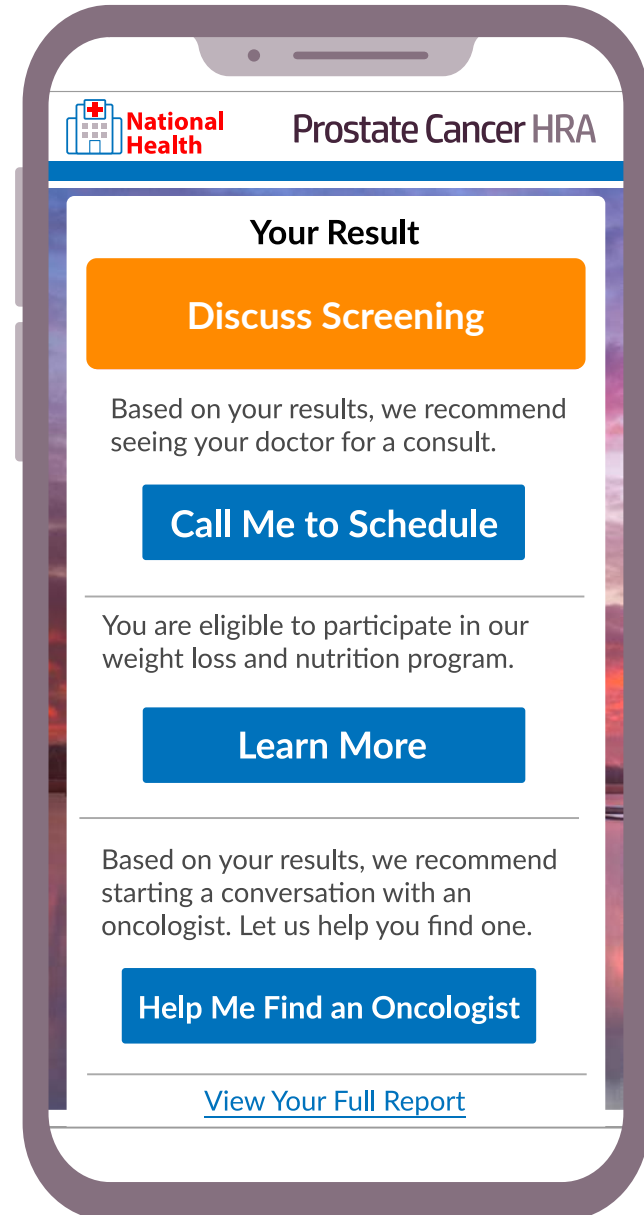 National
Health
Prostate Cancer HRA
Your Result
Discuss Screening
Based on your results, we recommend
seeing your doctor for a consult.
Call Me to Schedule
You are eligible to participate in our
weight loss and nutrition program.
Learn More
Based on your results, we recommend
starting a conversation with an
oncologist. Let us help you find one.
Help Me Find an Oncologist
View Your Full Report